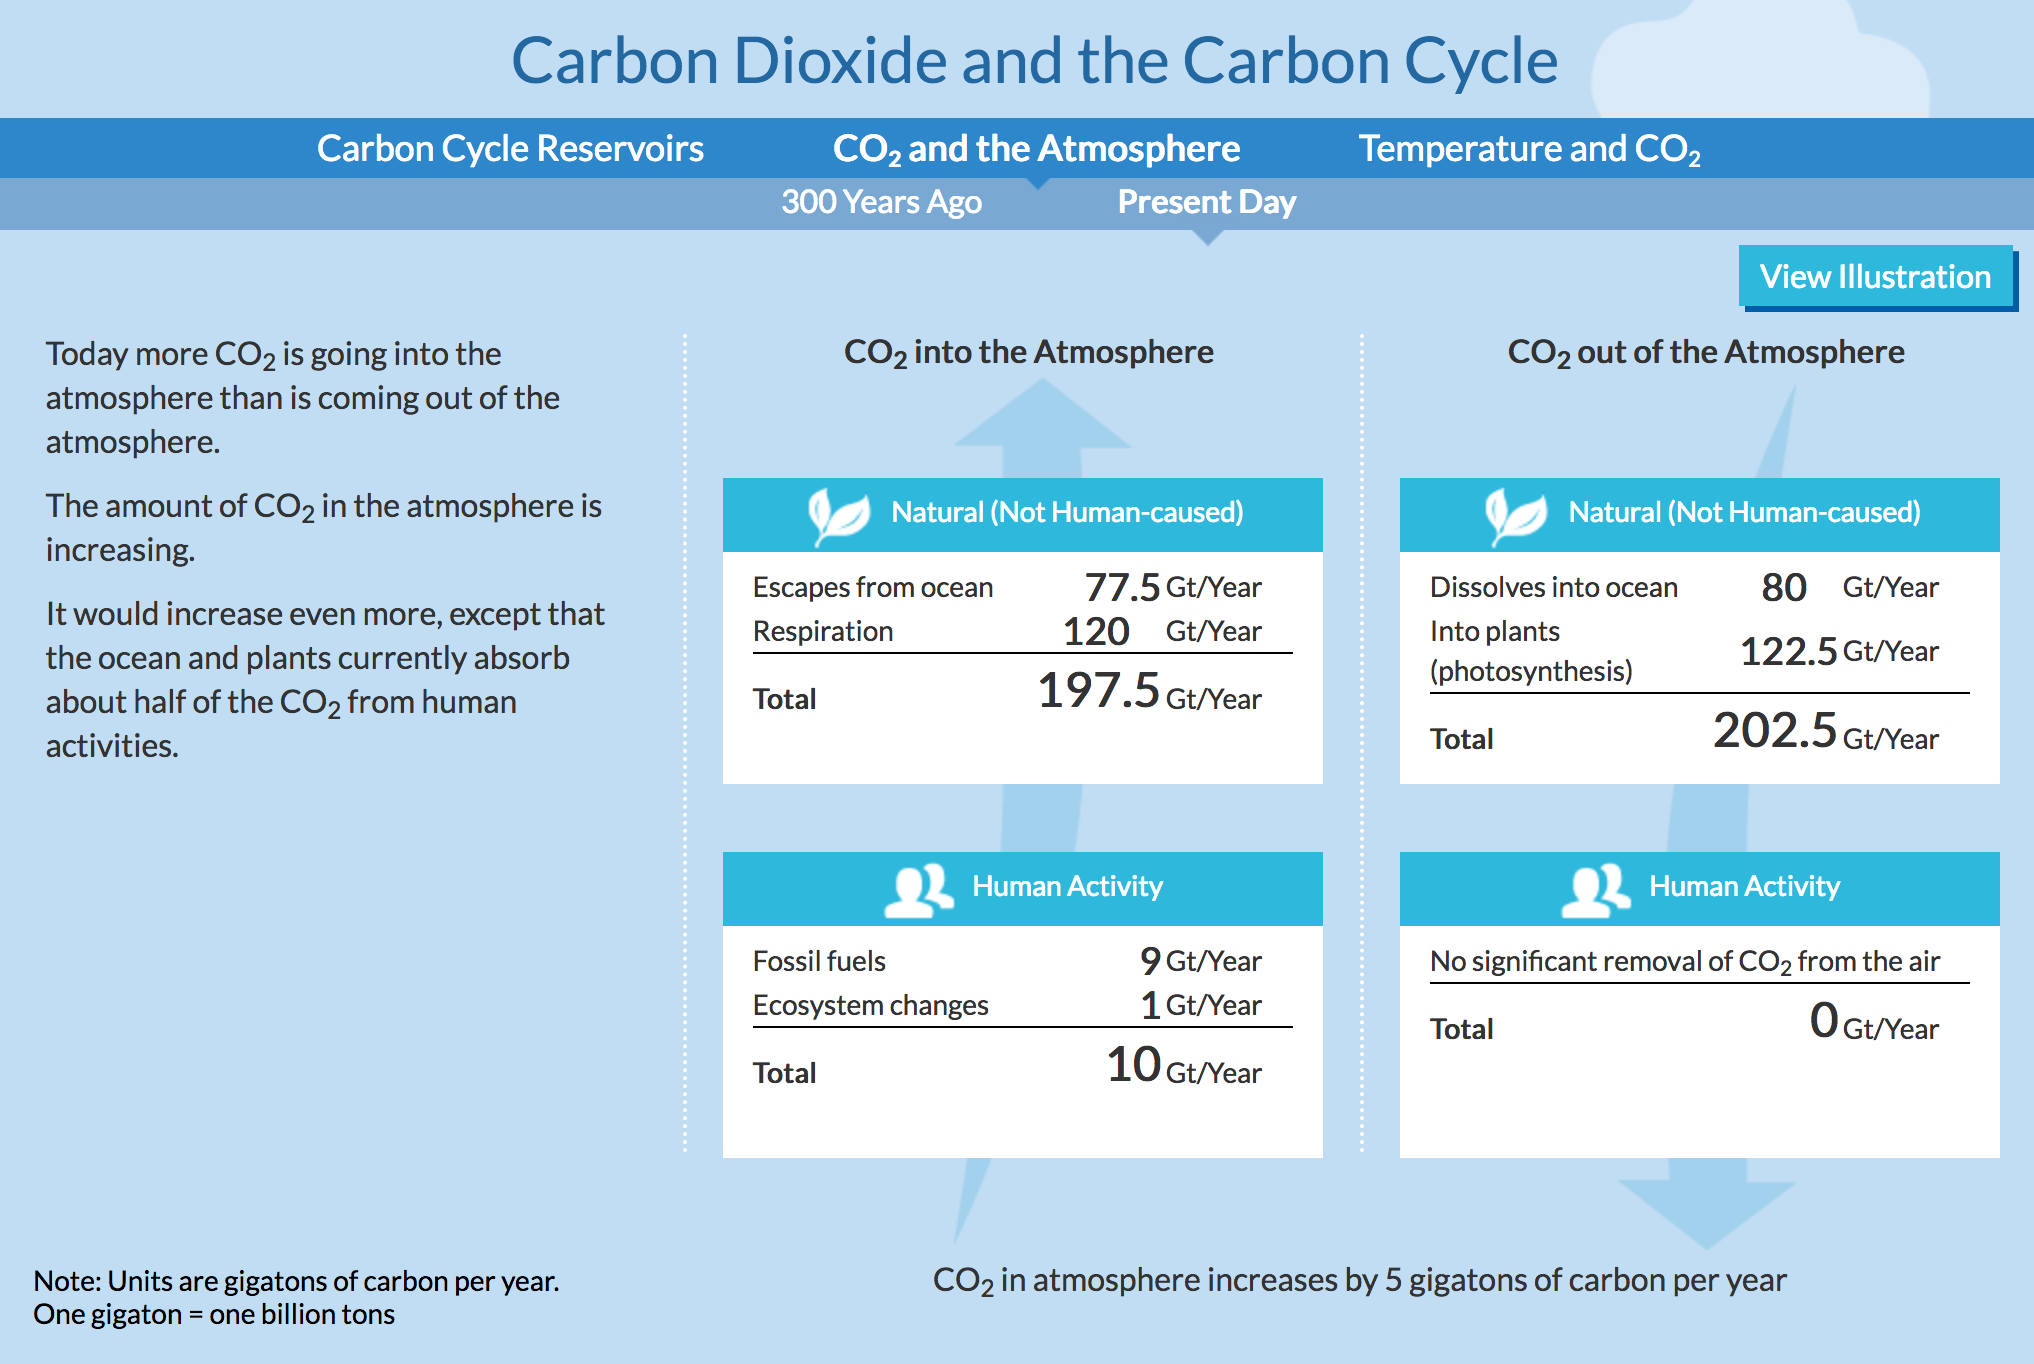 Carbon Dioxide and the Carbon Cycle
Carbon Cycle Reservoirs
CO₂ and the Atmosphere
Temperature and CO₂
300 Years Ago
Present Day
View Illustration
Today more CO₂ is going into the
atmosphere than is coming out of the
atmosphere.
The amount of CO₂ in the atmosphere is
increasing.
It would increase even more, except that
the ocean and plants currently absorb
about half of the CO₂ from human
activities.
CO₂ into the Atmosphere
Natural (Not Human-caused)
Escapes from ocean 77.5 Gt/Year
Respiration 120 Gt/Year
Total 197.5 Gt/Year
Human Activity
Fossil fuels 9 Gt/Year
Ecosystem changes 1 Gt/Year
Total 10 Gt/Year
CO₂ out of the Atmosphere
Natural (Not Human-caused)
Dissolves into ocean 80 Gt/Year
Into plants
(photosynthesis) 122.5 Gt/Year
Total 202.5 Gt/Year
Human Activity
No significant removal of CO₂ from the air
Total 0 Gt/Year
Note: Units are gigatons of carbon per year.
One gigaton = one billion tons
CO₂ in atmosphere increases by 5 gigatons of carbon per year